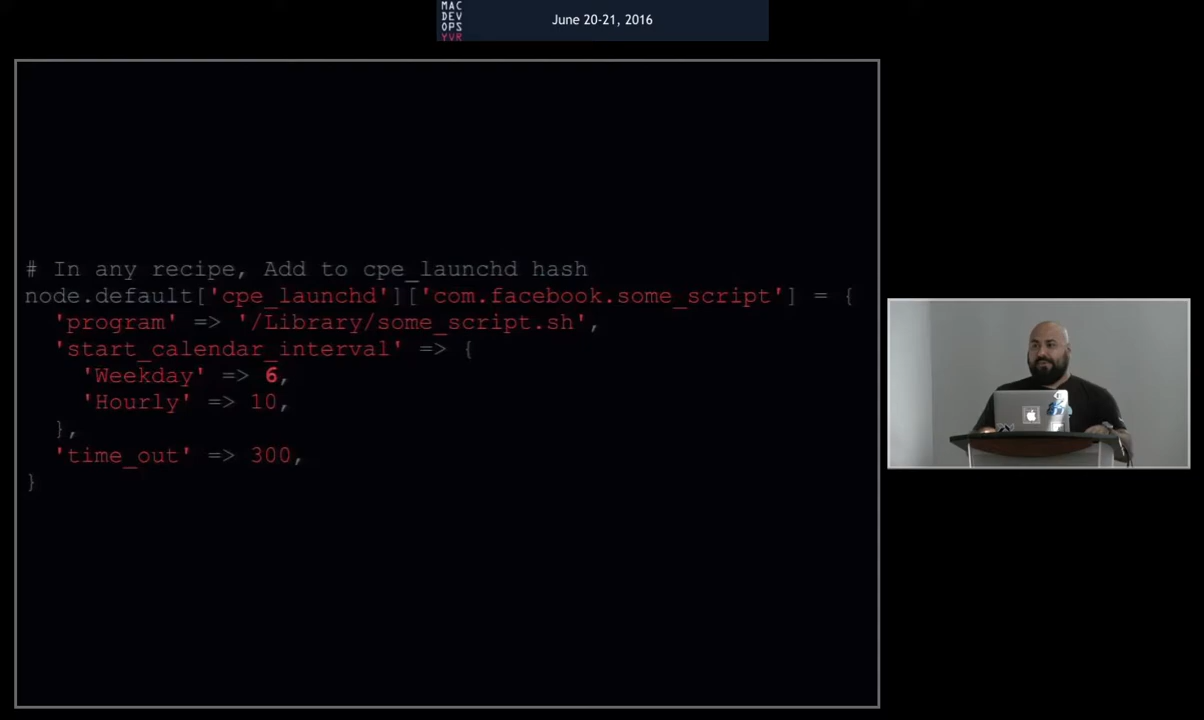 MAC
DEV
OPS
YVR
June 20-21, 2016
# In any recipe, Add to cpe_launchd hash
node.default['cpe_launchd']['com.facebook.some_script'] = {
'program' => '/Library/some_script.sh',
'start_calendar_interval' => {
'Weekday' => 6,
'Hourly' => 10,
},
'time_out' => 300,
}